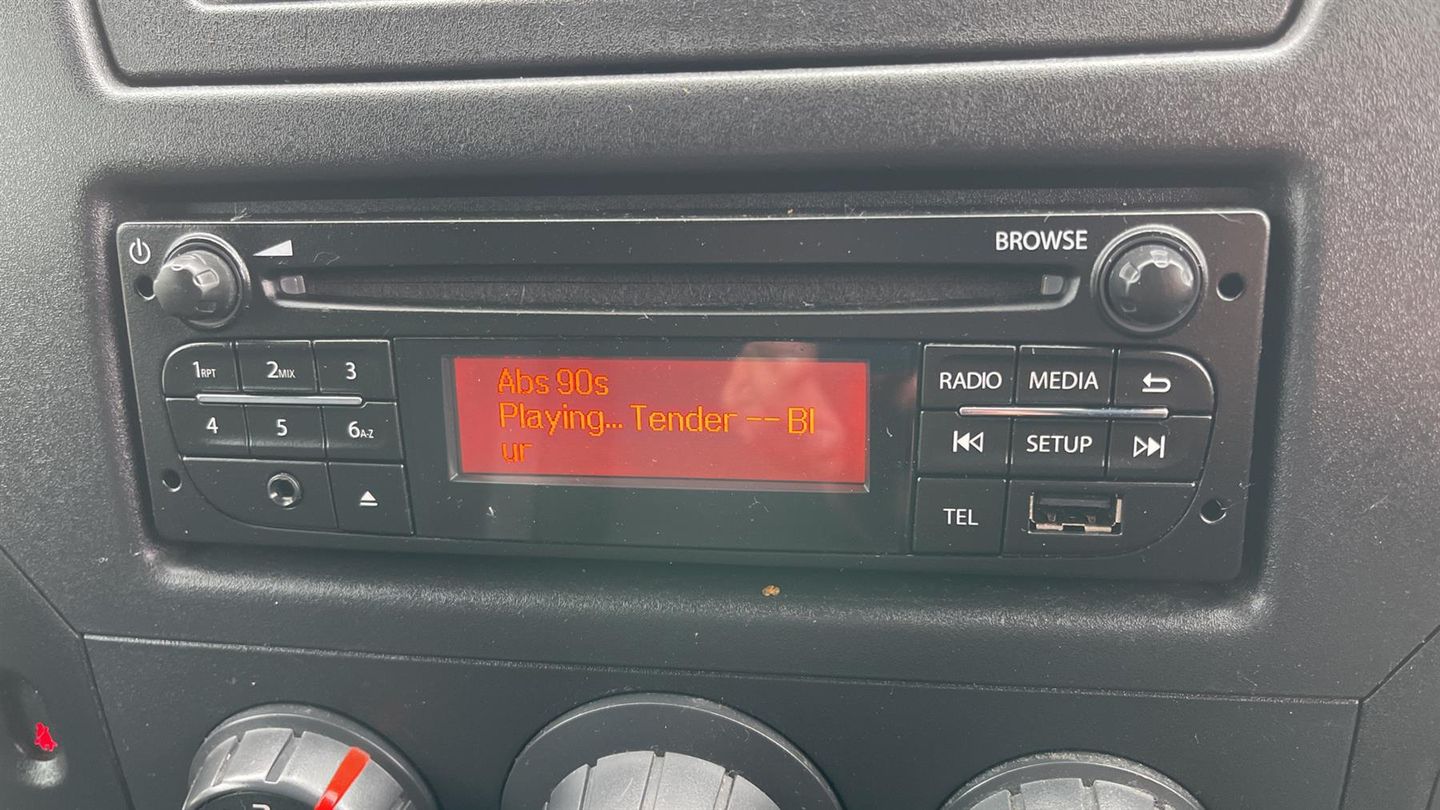 BROWSE
1RPT 2MIX 3
4 5 6A-Z
Abs 90s
Playing... Tender -- Bl
ur
RADIO MEDIA
SETUP
TEL